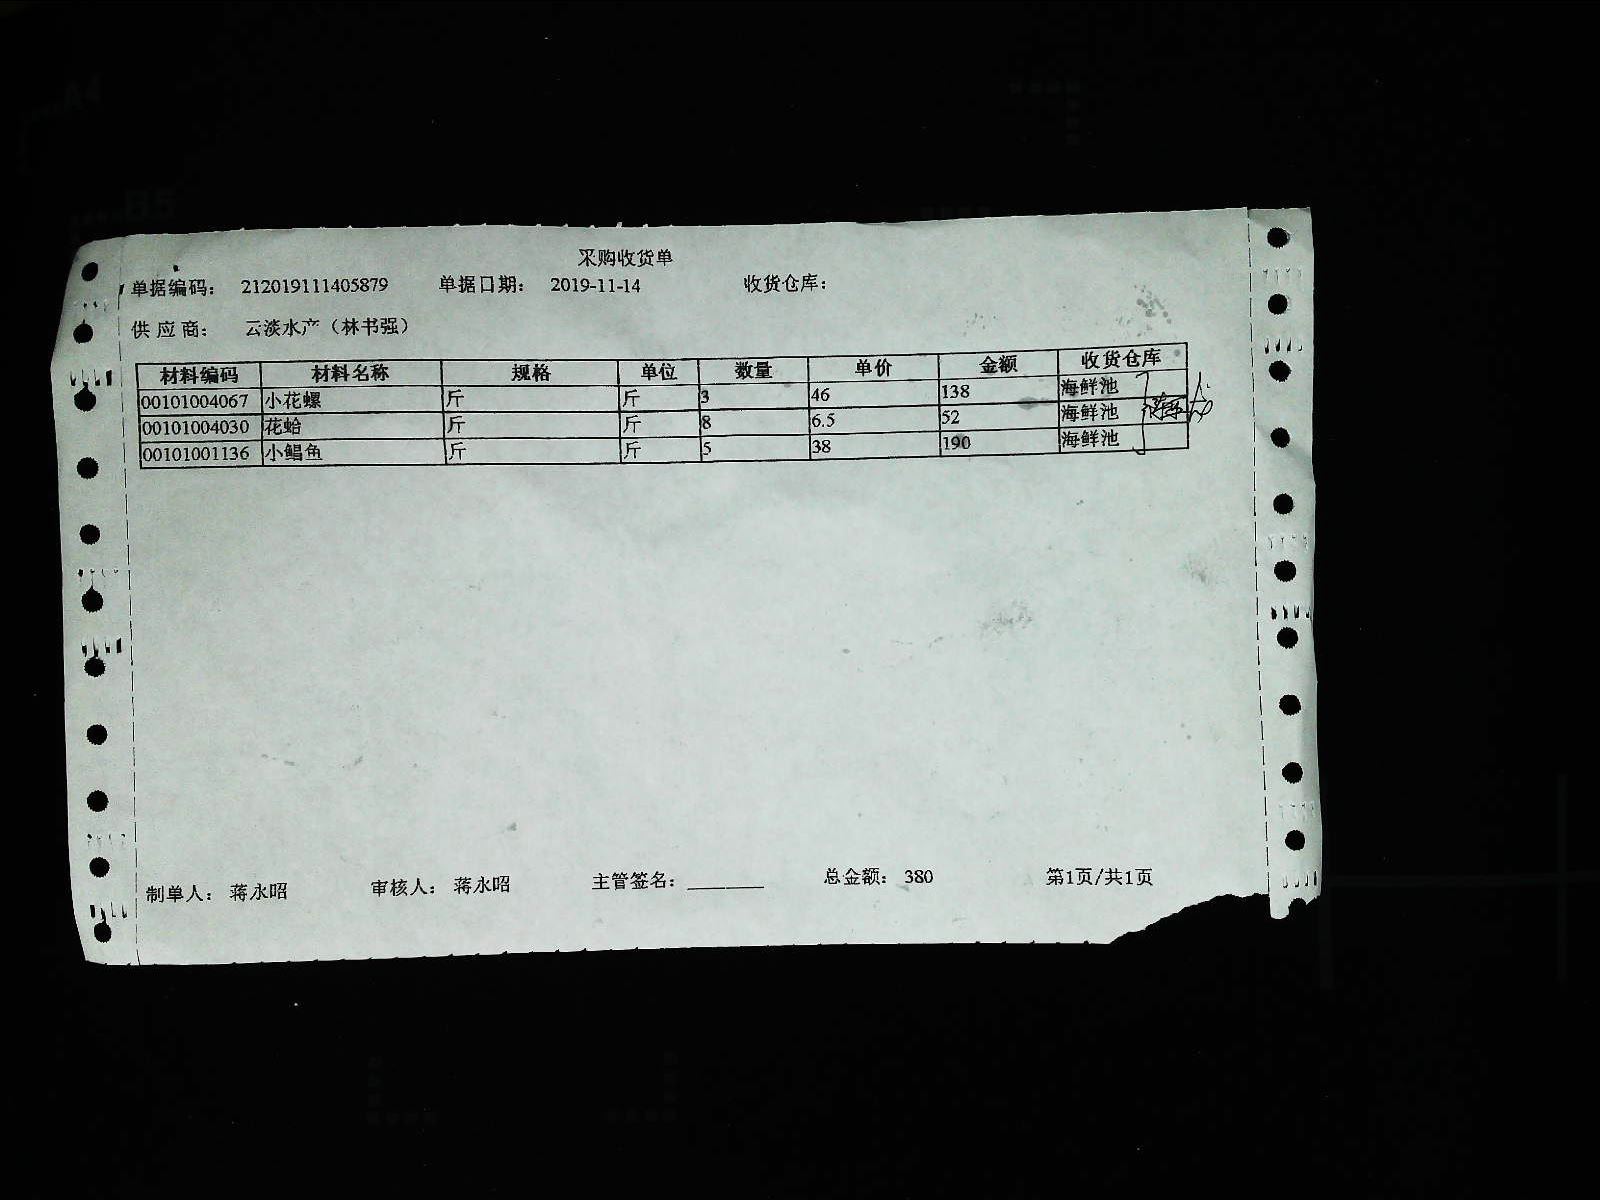 采购收货单
单据编码： 212019111405879 单据日期： 2019-11-14 收货仓库：
供应商： 云淡水产（林书强）
材料编码 材料名称 规格 单位 数量 单价 金额 收货仓库
00101004067 小花螺 斤 斤 3 46 138 海鲜池
00101004030 花蛤 斤 斤 8 6.5 52 海鲜池
00101001136 小鲳鱼 斤 斤 5 38 190 海鲜池
制单人： 蒋永昭 审核人： 蒋永昭 主管签名：________ 总金额： 380 第1页/共1页